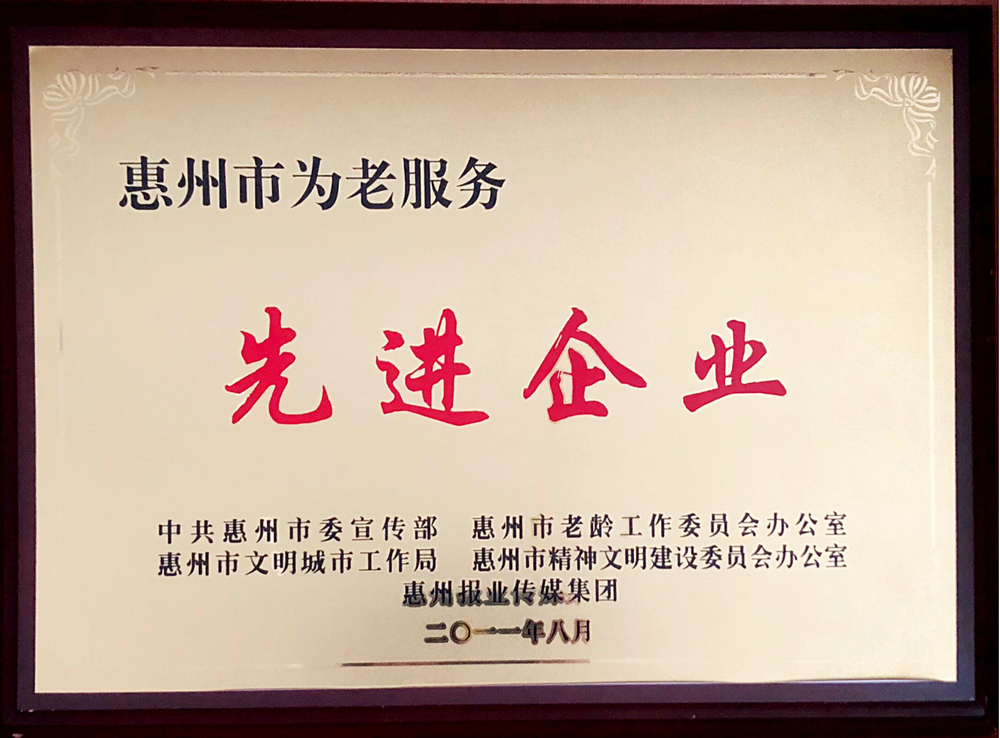 惠州市为老服务
先进企业
中共惠州市委宣传部 惠州市老龄工作委员会办公室
惠州市文明城市工作局 惠州市精神文明建设委员会办公室
惠州报业传媒集团
二〇一一年八月